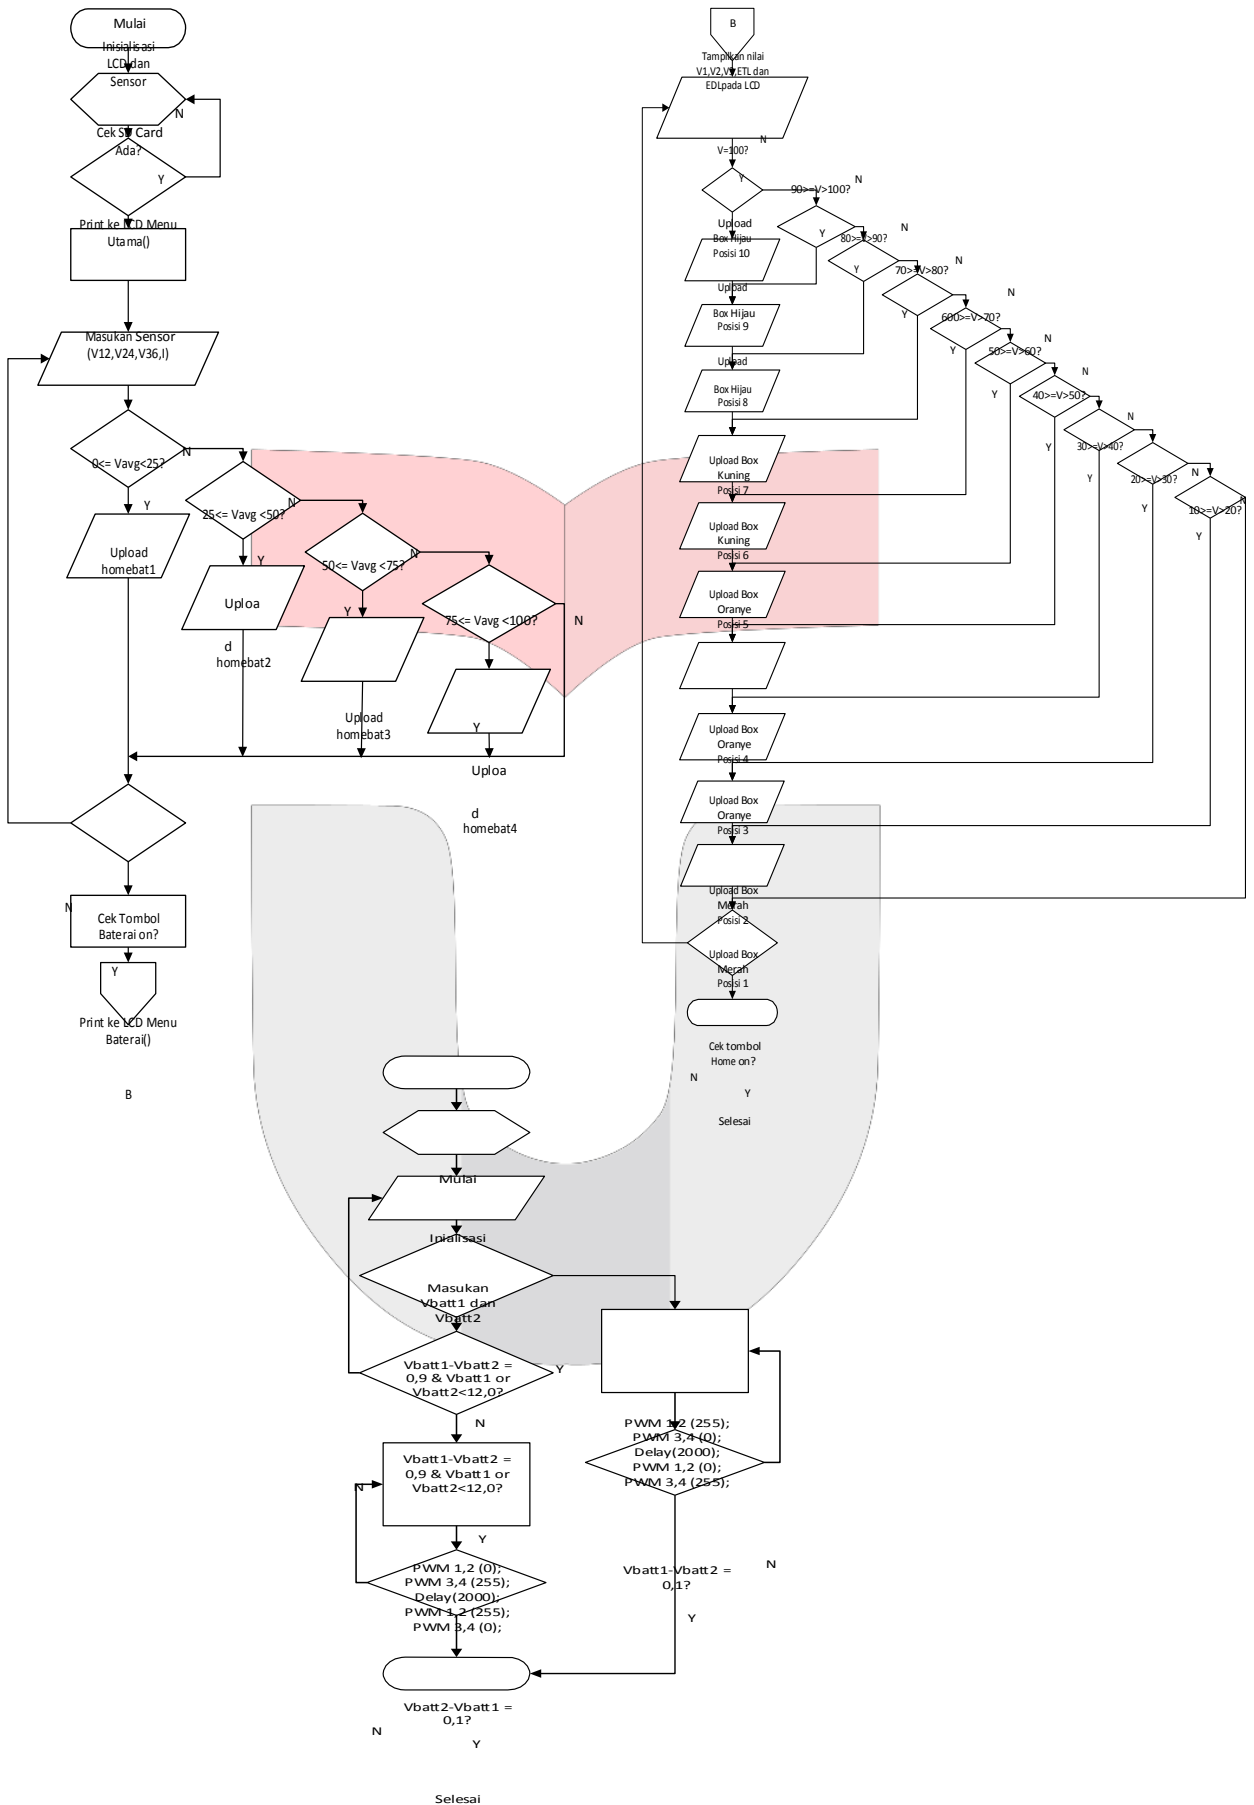 Mulai
Inisialisasi
LCD dan
Sensor
N
Cek SD Card
Ada?
Y
Print ke LCD Menu
Utama()
Masukan Sensor
(V12,V24,V36,I)
0<= Vavg<25?
N
Y
Upload
homebat1
25<= Vavg <50?
N
Y
Uploa
d
homebat2
50<= Vavg <75?
N
Y
Upload
homebat3
75<= Vavg <100?
N
Y
Uploa
d
homebat4
N
Cek Tombol
Baterai on?
Y
Print ke LCD Menu
Baterai()
B
B
Tampilkan nilai
V1,V2,V3,ETL dan
EDLpada LCD
N
V=100?
Y
N
90>=V>100?
Upload
Box Hijau
Posisi 10
Y
N
80>=V>90?
Upload
Box Hijau
Posisi 9
Y
N
70>=V>80?
Upload
Box Hijau
Posisi 8
Y
N
600>=V>70?
Upload Box
Kuning
Posisi 7
Y
N
50>=V>60?
Upload Box
Kuning
Posisi 6
Y
N
40>=V>50?
Upload Box
Oranye
Posisi 5
Y
N
30>=V>40?
Upload Box
Oranye
Posisi 4
Y
N
20>=V>30?
Upload Box
Oranye
Posisi 3
Y
N
10>=V>20?
Upload Box
Merah
Posisi 2
Y
Upload Box
Merah
Posisi 1
Cek tombol
Home on?
N
Y
Selesai
Mulai
Inialisasi
Masukan
Vbatt1 dan
Vbatt2
Vbatt1-Vbatt2 =
0,9 & Vbatt1 or
Vbatt2<12,0?
Y
N
Vbatt1-Vbatt2 =
0,9 & Vbatt1 or
Vbatt2<12,0?
N
Y
PWM 1,2 (0);
PWM 3,4 (255);
Delay(2000);
PWM 1,2 (255);
PWM 3,4 (0);
PWM 1,2 (255);
PWM 3,4 (0);
Delay(2000);
PWM 1,2 (0);
PWM 3,4 (255);
Vbatt1-Vbatt2 =
0,1?
N
Y
Vbatt2-Vbatt1 =
0,1?
N
Y
Selesai